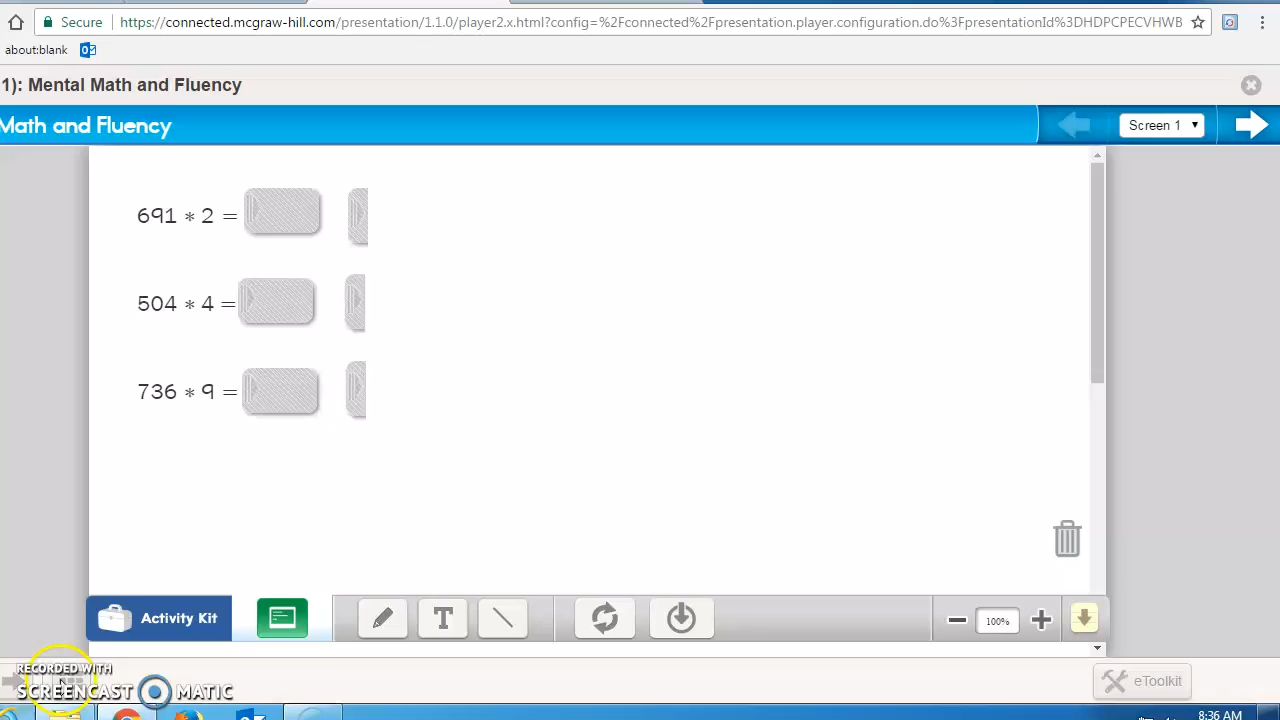 Secure https://connected.mcgraw-hill.com/presentation/1.1.0/player2.x.html?config=%2Fconnected%2Fpresentation.player.configuration.do%3FpresentationId%3DHDPCPECVHWB
about:blank
1): Mental Math and Fluency
Math and Fluency
Screen 1
691 * 2 =
504 * 4 =
736 * 9 =
Activity Kit
T
100%
RECORDED WITH
SCREENCAST MATIC
eToolkit
8:36 AM